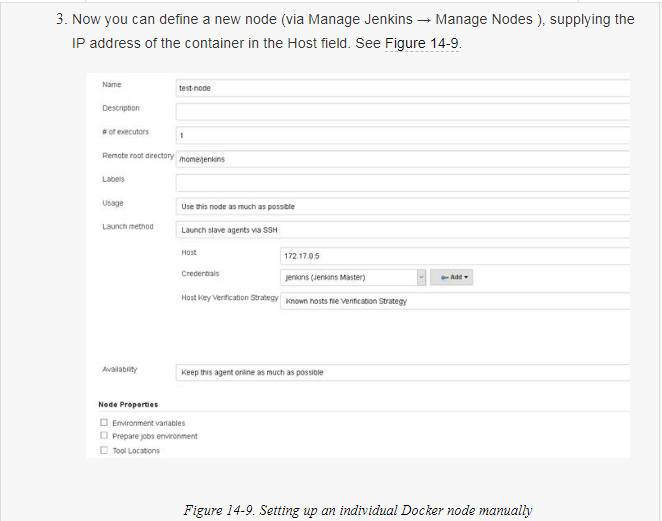 3. Now you can define a new node (via Manage Jenkins → Manage Nodes ), supplying the
IP address of the container in the Host field. See Figure 14-9.
Name
test-node
Description
# of executors
1
Remote root directory
/home/jenkins
Labels
Usage
Use this node as much as possible
Launch method
Launch slave agents via SSH
Host
172.17.0.5
Credentials
jenkins (Jenkins Master)
Add
Host Key Verification Strategy
Known hosts file Verification Strategy
Availability
Keep this agent online as much as possible
Node Properties
Environment variables
Prepare jobs environment
Tool Locations
Figure 14-9. Setting up an individual Docker node manually